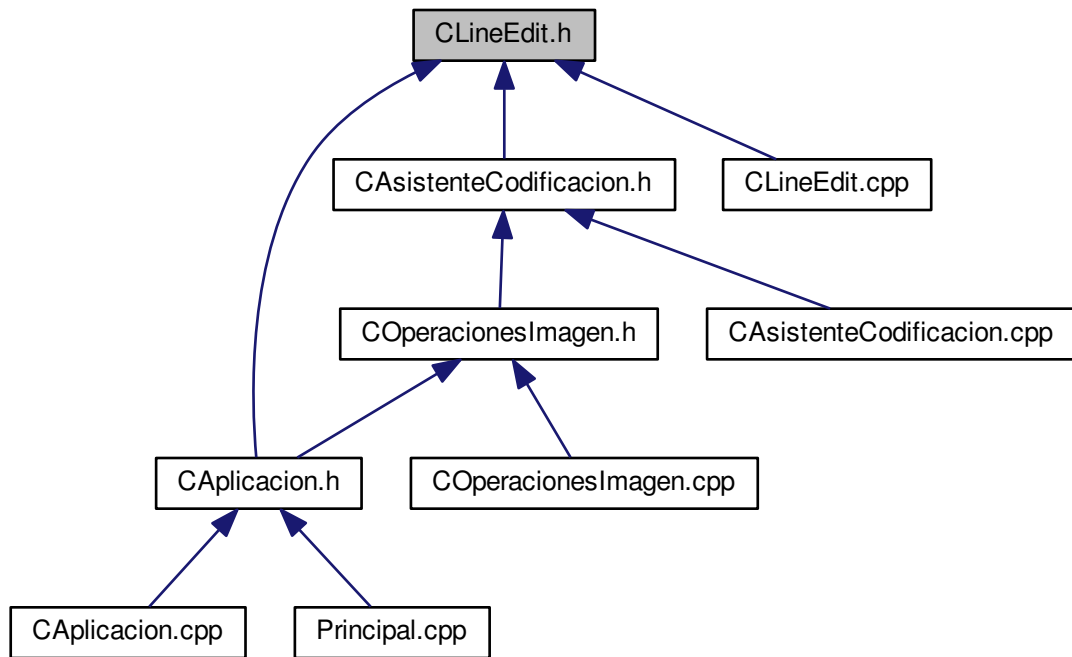 CLineEdit.h
CAsistenteCodificacion.h
CLineEdit.cpp
COperacionesImagen.h
CAsistenteCodificacion.cpp
CAplicacion.h
COperacionesImagen.cpp
CAplicacion.cpp
Principal.cpp